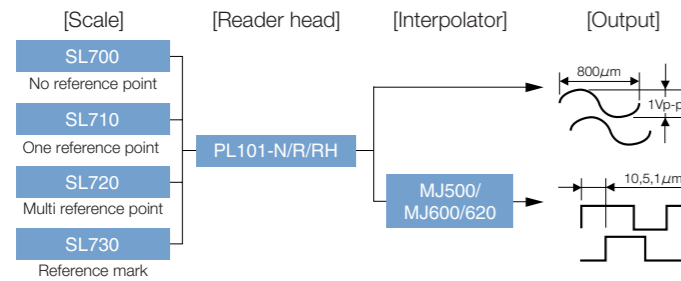 [Scale] [Reader head] [Interpolator] [Output]
SL700
No reference point
SL710
One reference point
SL720
Multi reference point
SL730
Reference mark
PL101-N/R/RH
MJ500/
MJ600/620
800μm
1Vp-p
10,5,1μm